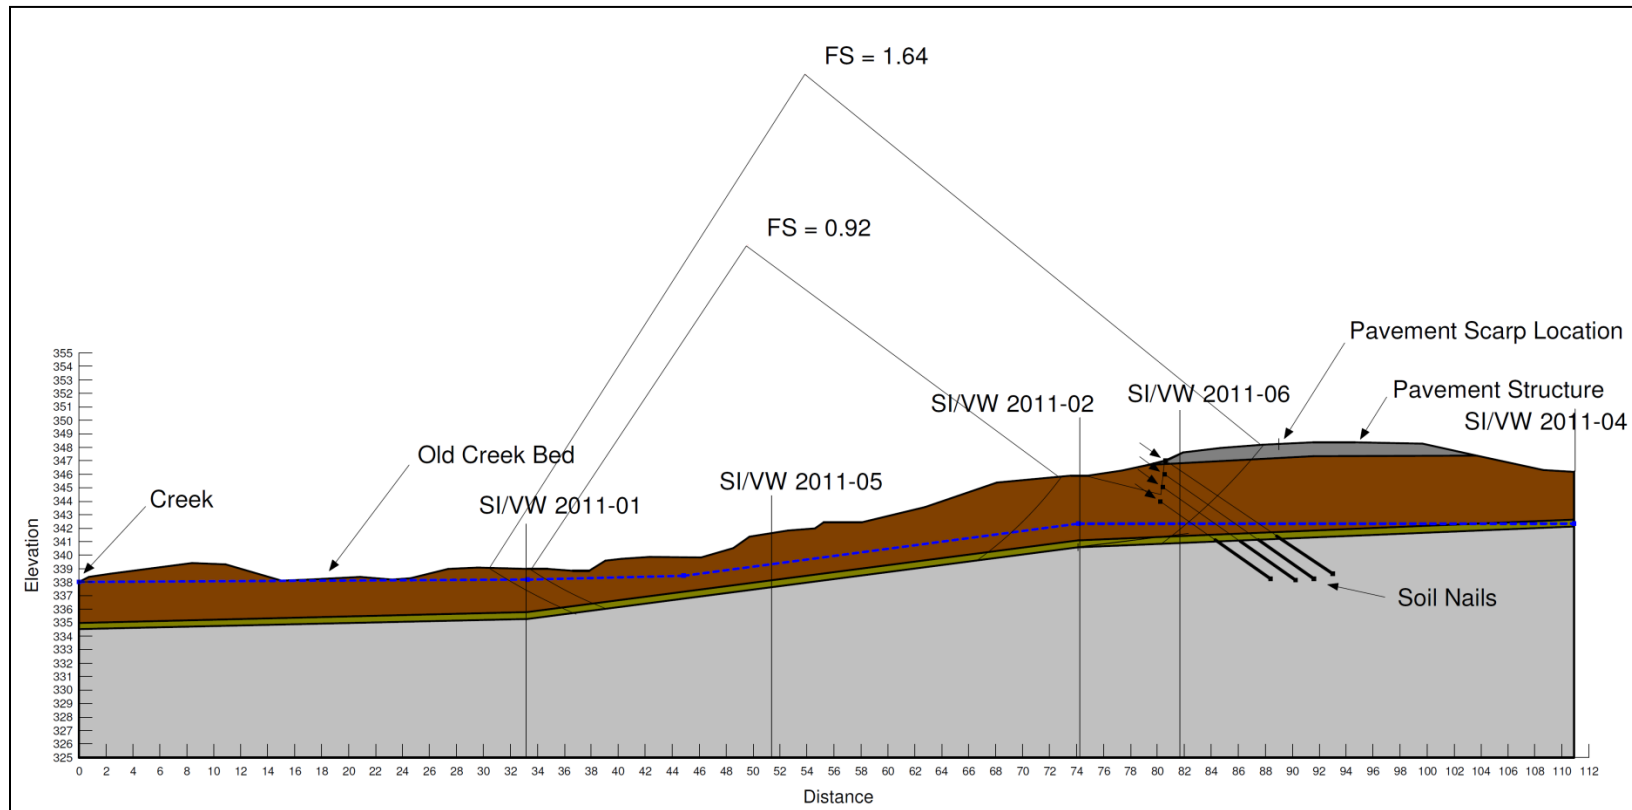 FS = 1.64
FS = 0.92
Pavement Scarp Location
Pavement Structure
SI/VW 2011-06
SI/VW 2011-02
SI/VW 2011-04
Old Creek Bed
SI/VW 2011-05
Creek
SI/VW 2011-01
Soil Nails
Elevation
355
354
353
352
351
350
349
348
347
346
345
344
343
342
341
340
339
338
337
336
335
334
333
332
331
330
329
328
327
326
325
0 2 4 6 8 10 12 14 16 18 20 22 24 26 28 30 32 34 36 38 40 42 44 46 48 50 52 54 56 58 60 62 64 66 68 70 72 74 76 78 80 82 84 86 88 90 92 94 96 98 100 102 104 106 108 110 112
Distance